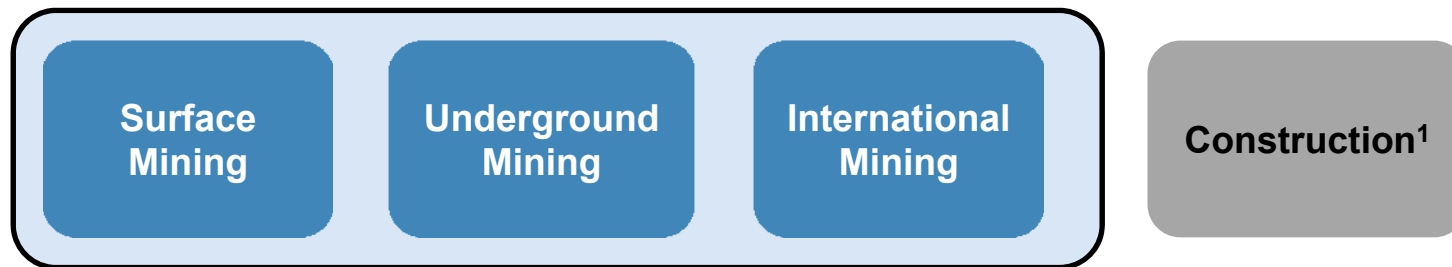 Surface
Mining
Underground
Mining
International
Mining
Construction¹